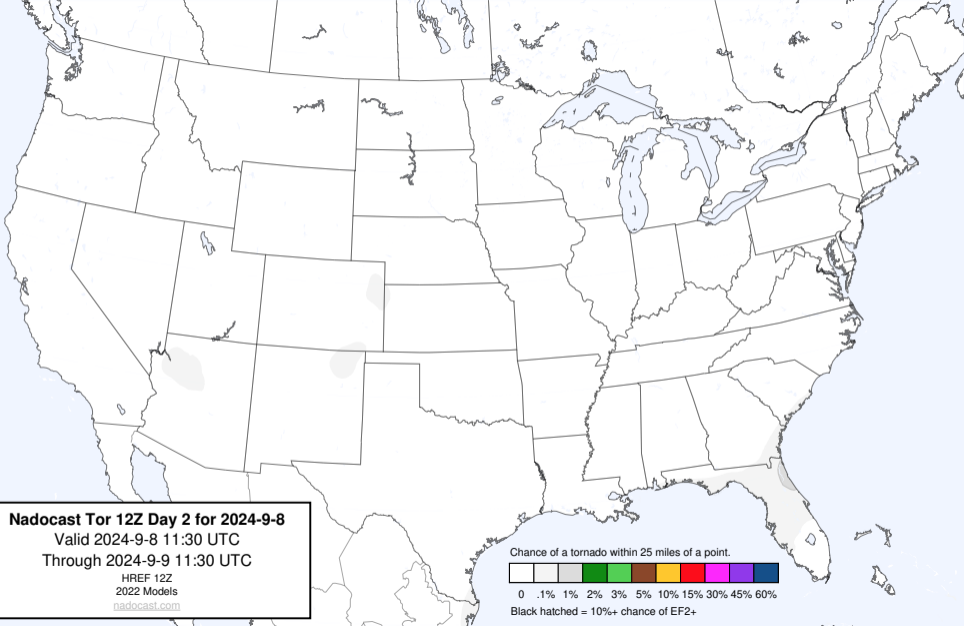 Nadocast Tor 12Z Day 2 for 2024-9-8
Valid 2024-9-8 11:30 UTC
Through 2024-9-9 11:30 UTC
HREF 12Z
2022 Models
nadocast.com
Chance of a tornado within 25 miles of a point.
0 .1% 1% 2% 3% 5% 10% 15% 30% 45% 60%
Black hatched = 10%+ chance of EF2+